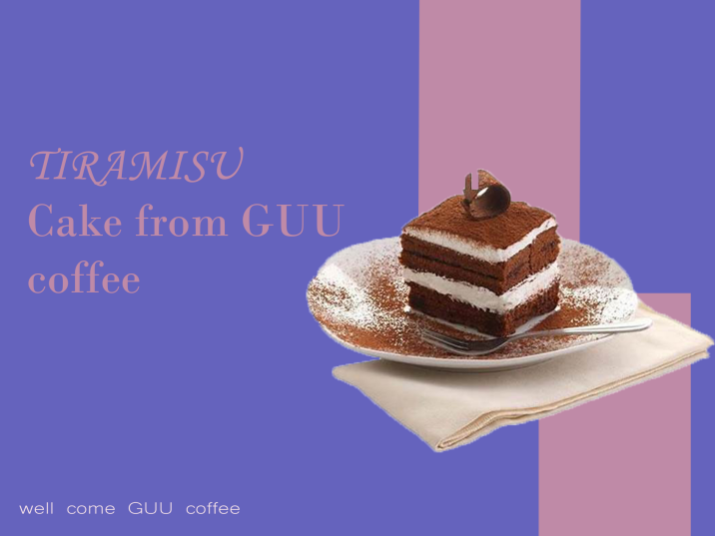 TIRAMISU
Cake from GUU
coffee
well come GUU coffee